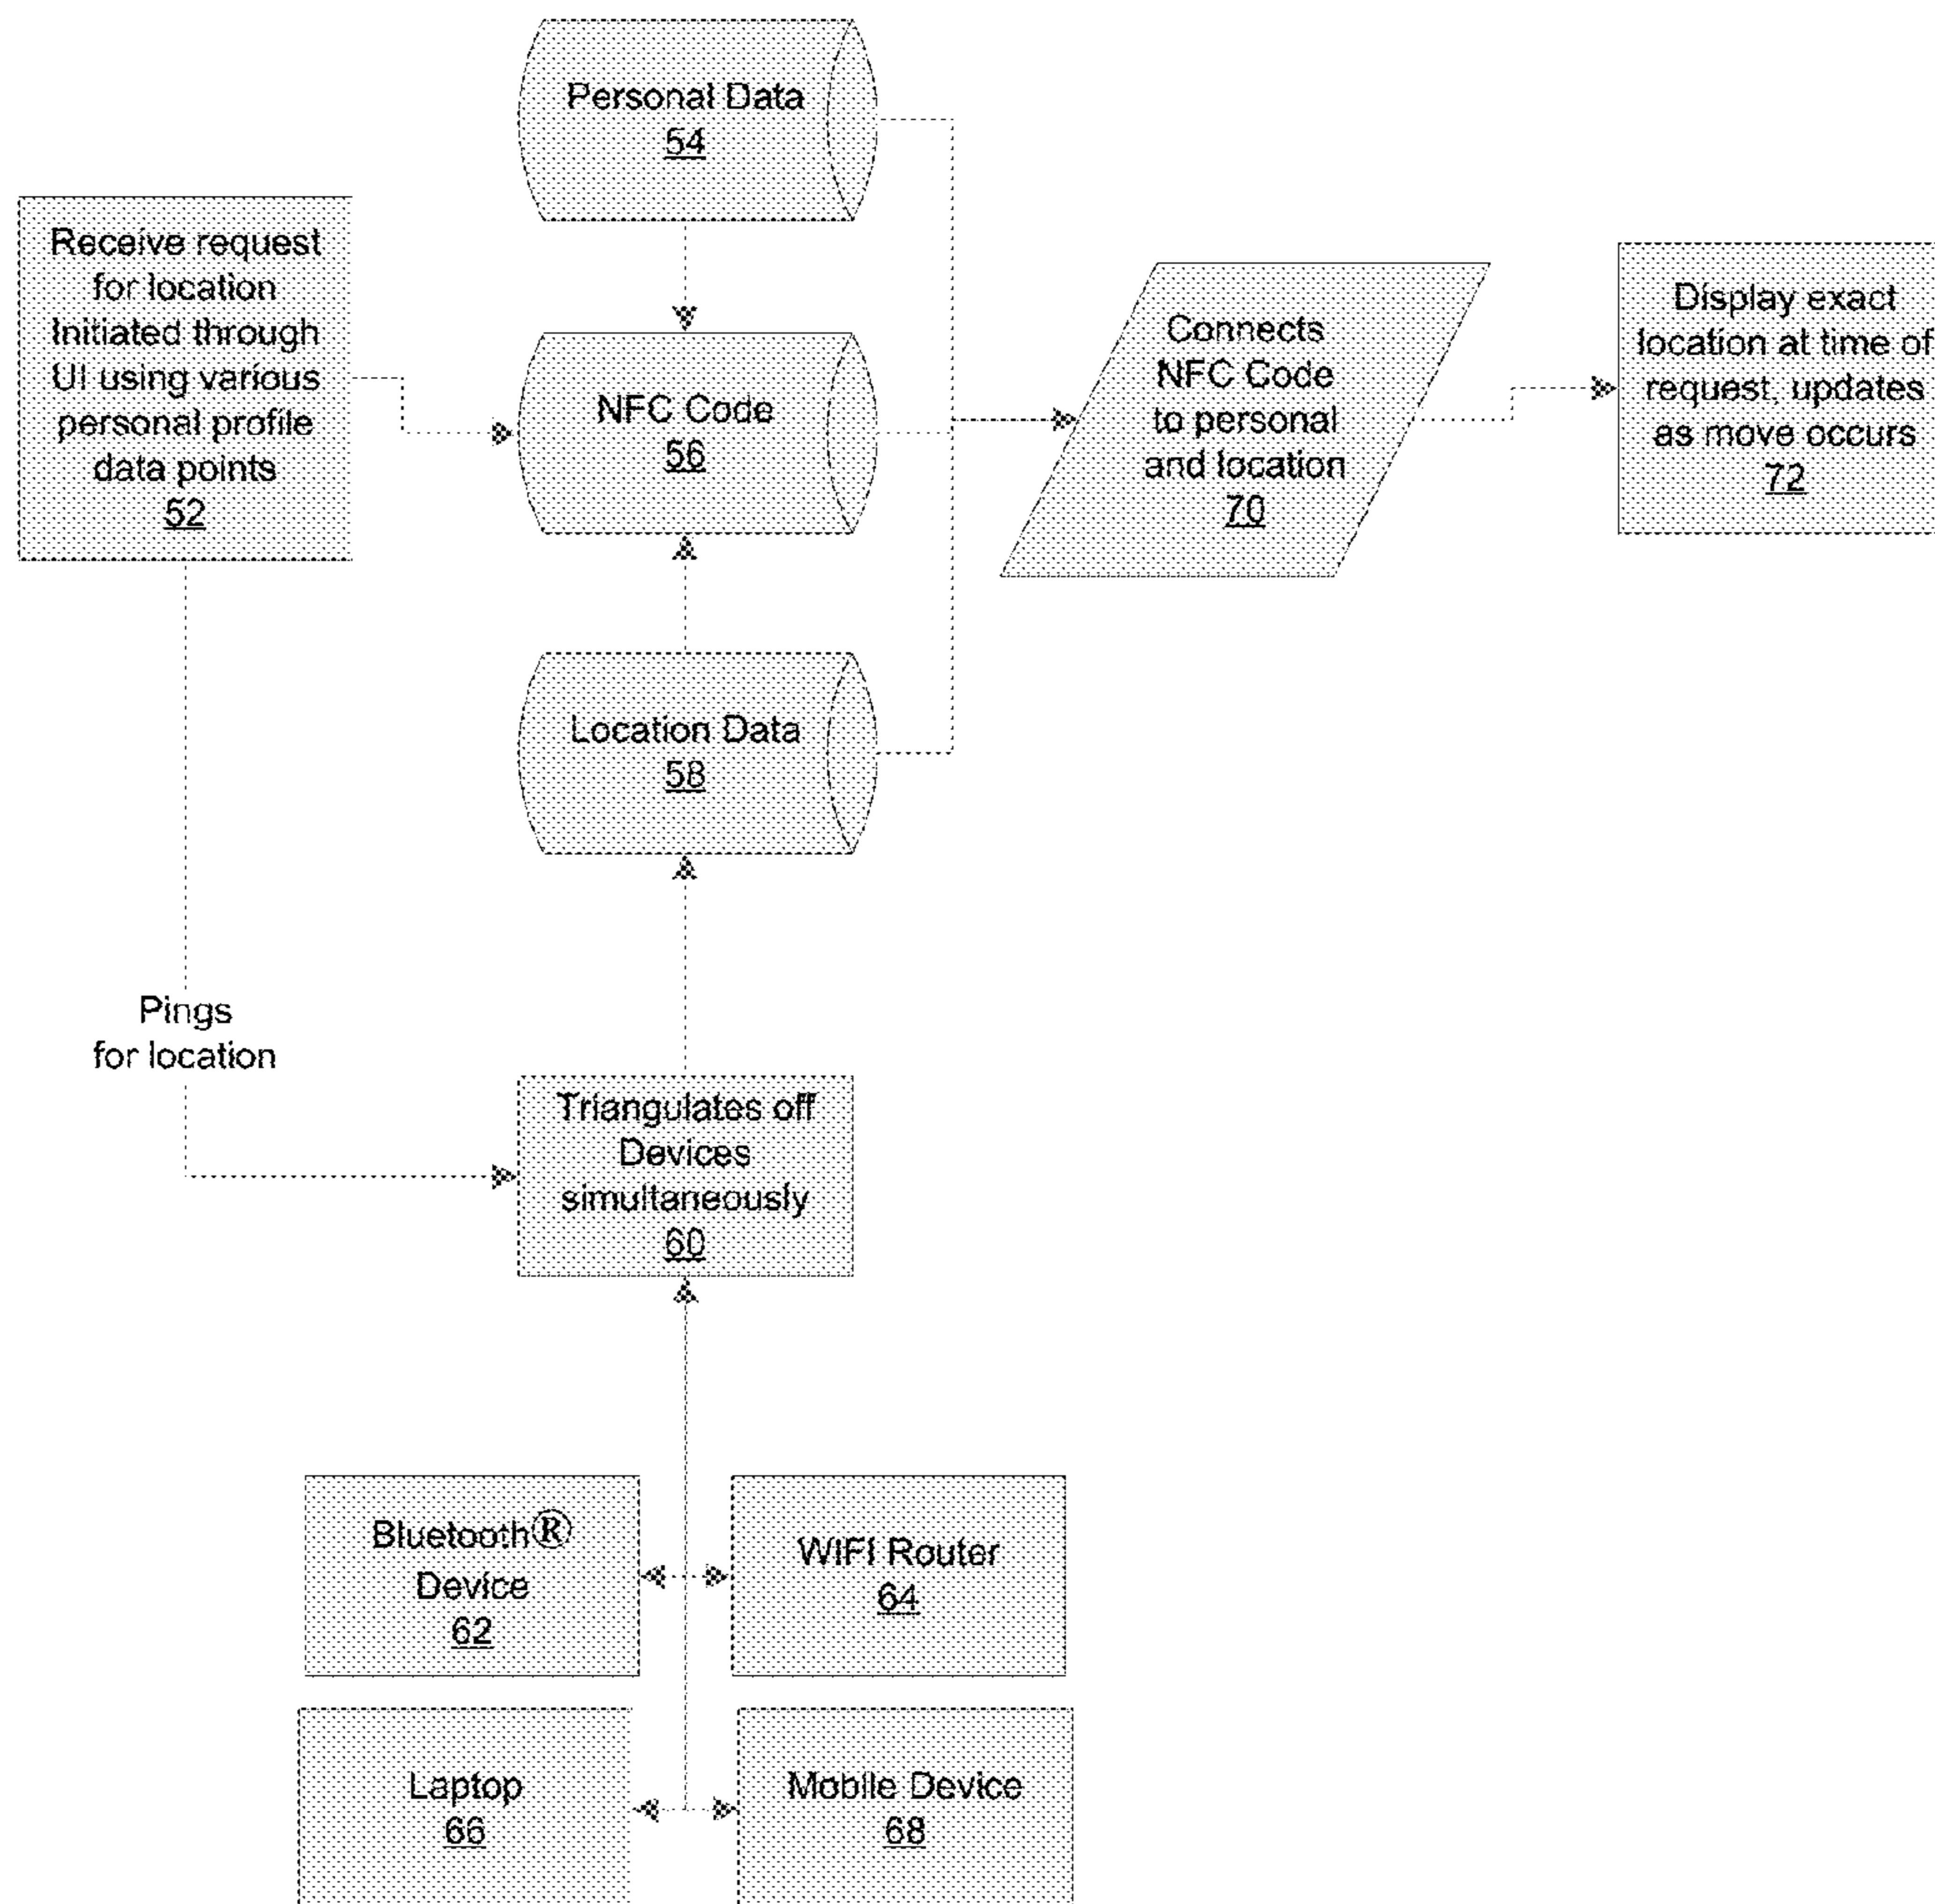 Personal Data
54
Receive request
for location
Initiated through
UI using various
personal profile
data points
52
NFC Code
56
Connects
NFC Code
to personal
and location
70
Display exact
location at time of
request, updates
as move occurs
72
Location Data
58
Pings
for location
Triangulates off
Devices
simultaneously
60
Bluetooth®
Device
62
WIFI Router
64
Laptop
66
Mobile Device
68